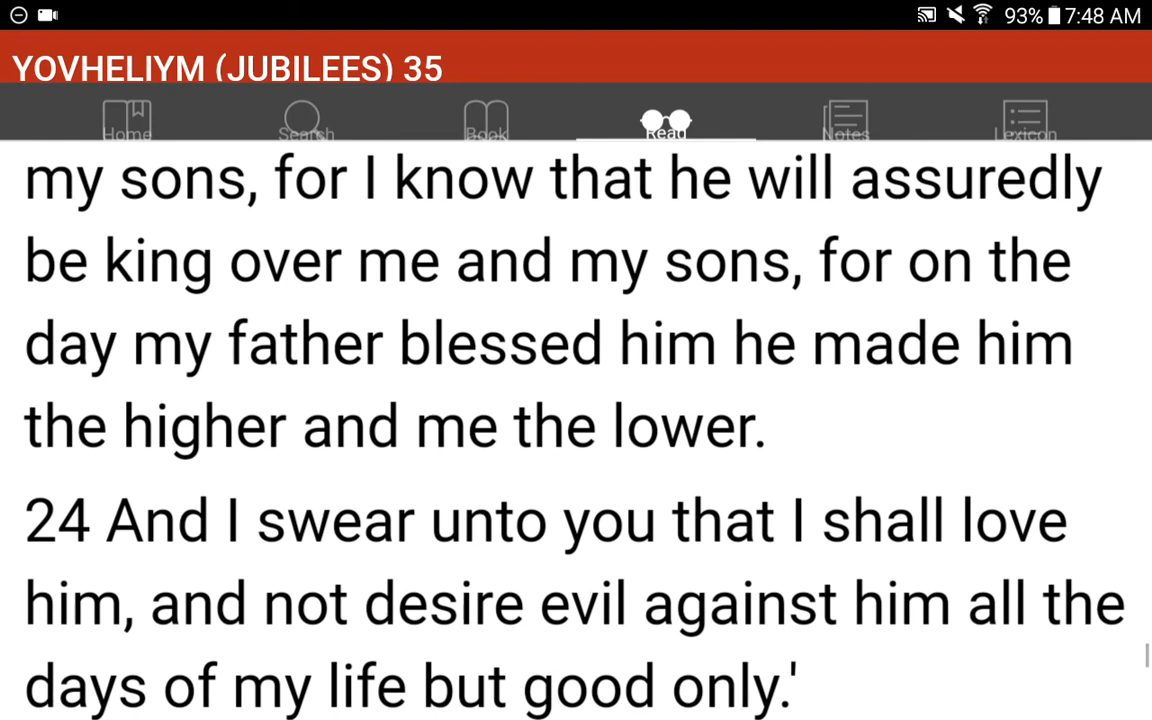 93% 7:48 AM
YOVHELIYM (JUBILEES) 35
Home Search Book Read Notes Lexicon
my sons, for I know that he will assuredly
be king over me and my sons, for on the
day my father blessed him he made him
the higher and me the lower.
24 And I swear unto you that I shall love
him, and not desire evil against him all the
days of my life but good only.'